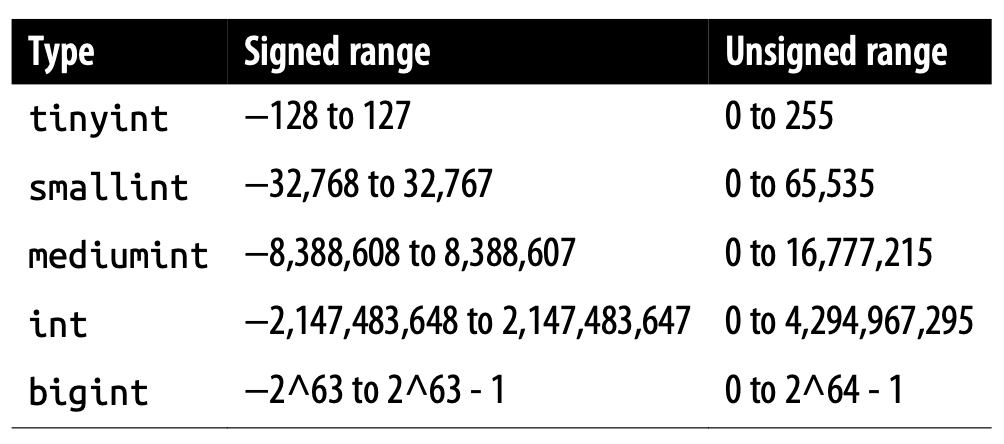 Type Signed range Unsigned range
tinyint —128 to 127 0 to 255
smallint —32,768 to 32,767 0 to 65,535
mediumint —8,388,608 to 8,388,607 0 to 16,777,215
int —2,147,483,648 to 2,147,483,647 0 to 4,294,967,295
bigint —2^63 to 2^63 - 1 0 to 2^64 - 1